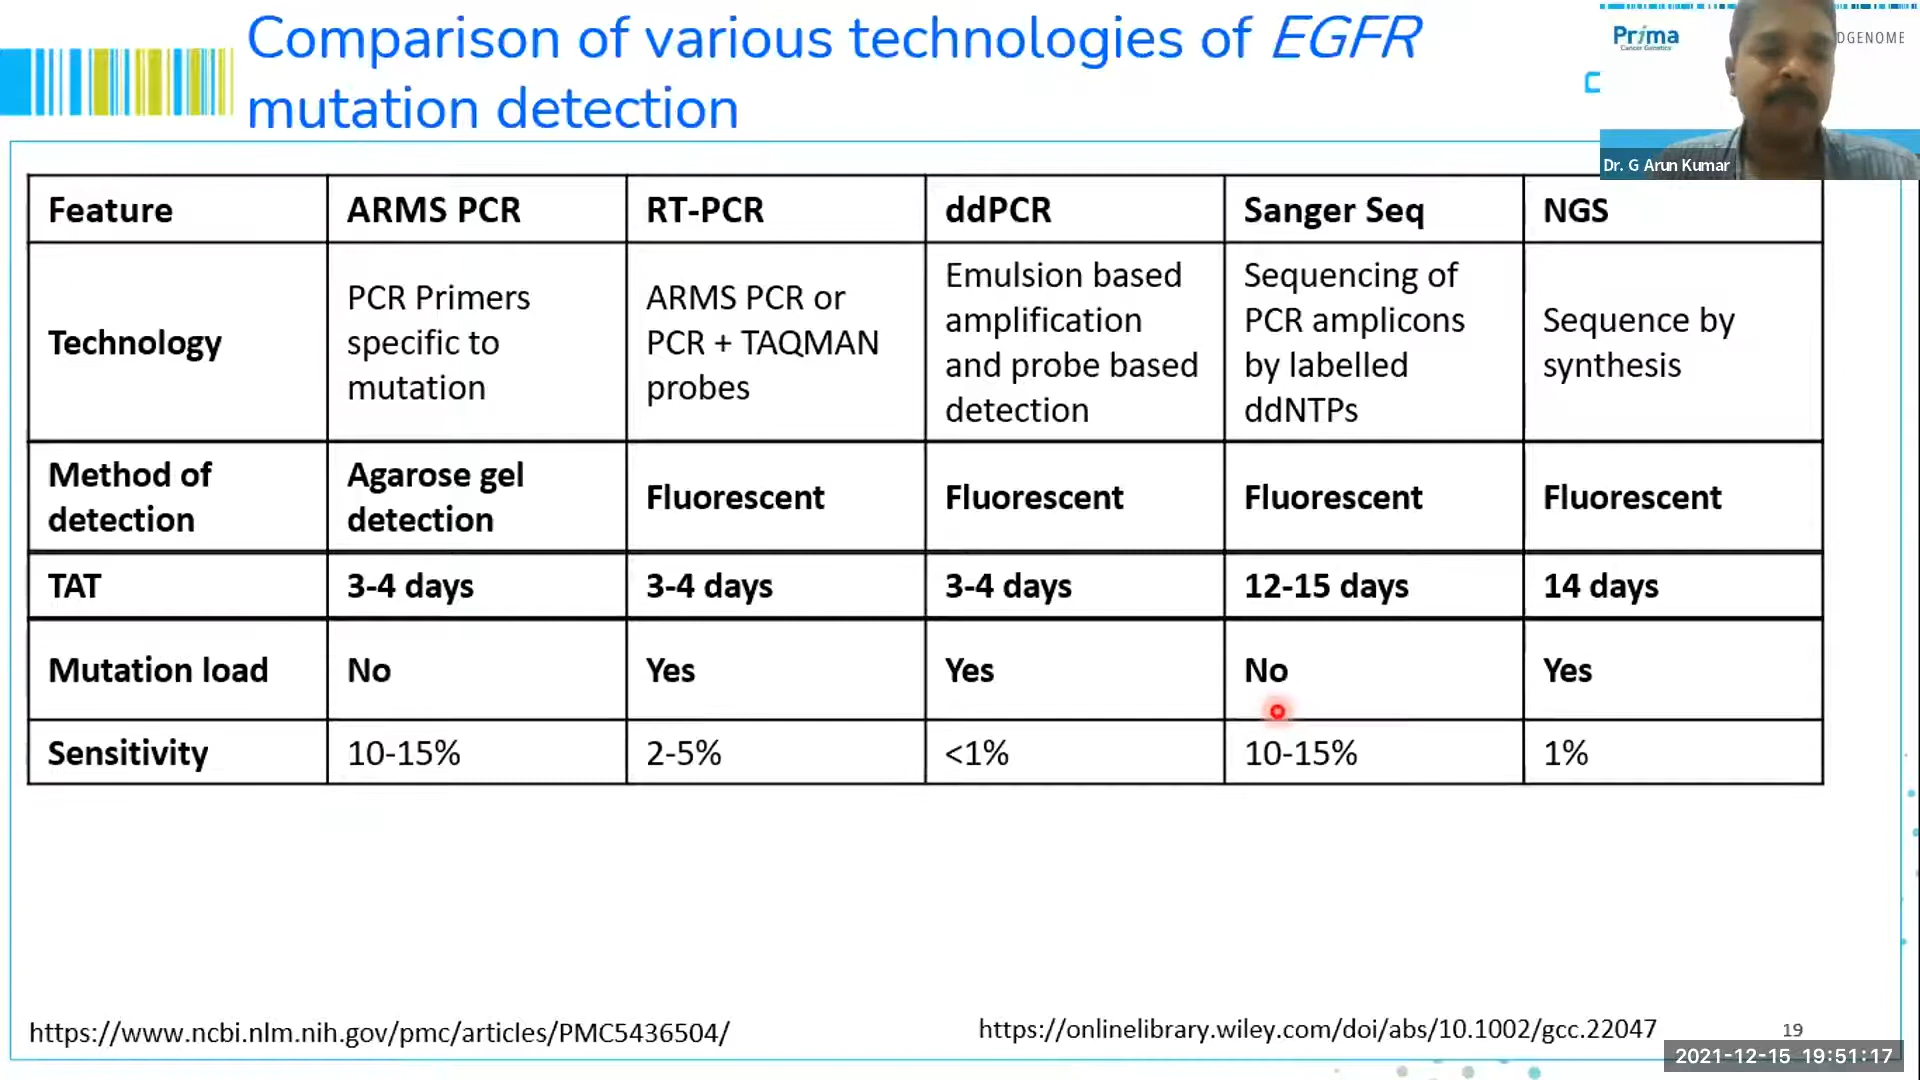 Comparison of various technologies of EGFR
mutation detection
Prima
Cancer Genetics
DGENOME
Dr. G Arun Kumar
Feature
ARMS PCR
RT-PCR
ddPCR
Sanger Seq
NGS
Technology
PCR Primers
specific to
mutation
ARMS PCR or
PCR + TAQMAN
probes
Emulsion based
amplification
and probe based
detection
Sequencing of
PCR amplicons
by labelled
ddNTPs
Sequence by
synthesis
Method of
detection
Agarose gel
detection
Fluorescent
Fluorescent
Fluorescent
Fluorescent
TAT
3-4 days
3-4 days
3-4 days
12-15 days
14 days
Mutation load
No
Yes
Yes
No
Yes
Sensitivity
10-15%
2-5%
<1%
10-15%
1%
https://www.ncbi.nlm.nih.gov/pmc/articles/PMC5436504/
https://onlinelibrary.wiley.com/doi/abs/10.1002/gcc.22047
19
2021-12-15 19:51:17